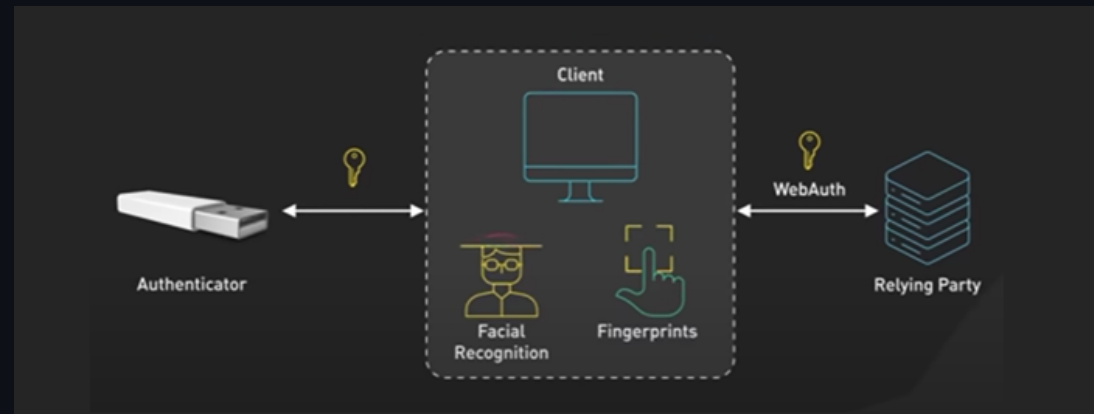 Client
WebAuth
Authenticator
Relying Party
Facial
Recognition
Fingerprints